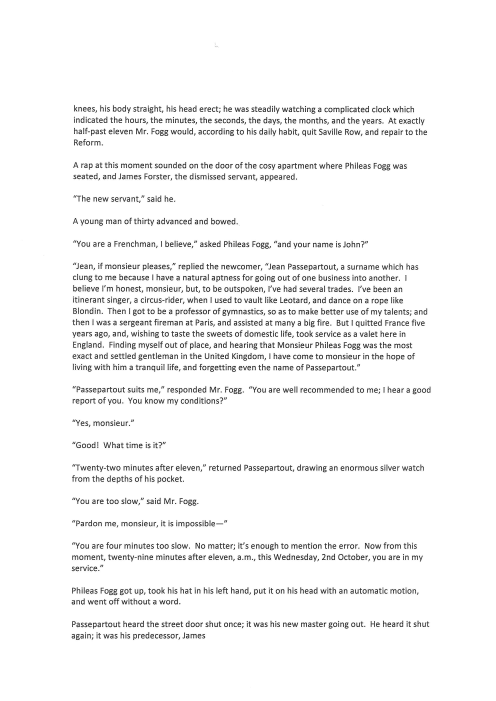 knees, his body straight, his head erect; he was steadily watching a complicated clock which
indicated the hours, the minutes, the seconds, the days, the months, and the years.  At exactly
half-past eleven Mr. Fogg would, according to his daily habit, quit Saville Row, and repair to the
Reform.
A rap at this moment sounded on the door of the cosy apartment where Phileas Fogg was
seated, and James Forster, the dismissed servant, appeared.
“The new servant,” said he.
A young man of thirty advanced and bowed.
“You are a Frenchman, I believe,” asked Phileas Fogg, “and your name is John?”
“Jean, if monsieur pleases,” replied the newcomer, “Jean Passepartout, a surname which has
clung to me because I have a natural aptness for going out of one business into another.  I
believe I’m honest, monsieur, but, to be outspoken, I’ve had several trades.  I’ve been an
itinerant singer, a circus-rider, when I used to vault like Leotard, and dance on a rope like
Blondin.  Then I got to be a professor of gymnastics, so as to make better use of my talents; and
then I was a sergeant fireman at Paris, and assisted at many a big fire.  But I quitted France five
years ago, and, wishing to taste the sweets of domestic life, took service as a valet here in
England.  Finding myself out of place, and hearing that Monsieur Phileas Fogg was the most
exact and settled gentleman in the United Kingdom, I have come to monsieur in the hope of
living with him a tranquil life, and forgetting even the name of Passepartout.”
“Passepartout suits me,” responded Mr. Fogg.  “You are well recommended to me; I hear a good
report of you.  You know my conditions?”
“Yes, monsieur.”
“Good!  What time is it?”
“Twenty-two minutes after eleven,” returned Passepartout, drawing an enormous silver watch
from the depths of his pocket.
“You are too slow,” said Mr. Fogg.
“Pardon me, monsieur, it is impossible—”
“You are four minutes too slow.  No matter; it’s enough to mention the error.  Now from this
moment, twenty-nine minutes after eleven, a.m., this Wednesday, 2nd October, you are in my
service.”
Phileas Fogg got up, took his hat in his left hand, put it on his head with an automatic motion,
and went off without a word.
Passepartout heard the street door shut once; it was his new master going out.  He heard it shut
again; it was his predecessor, James